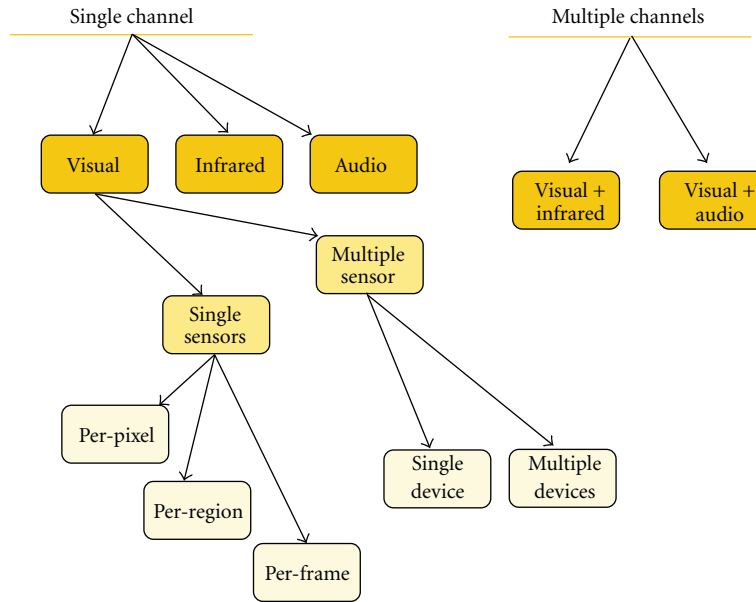 Single channel
Multiple channels
Visual
Infrared
Audio
Visual +
infrared
Visual +
audio
Multiple
sensor
Single
sensors
Per-pixel
Single
device
Multiple
devices
Per-region
Per-frame